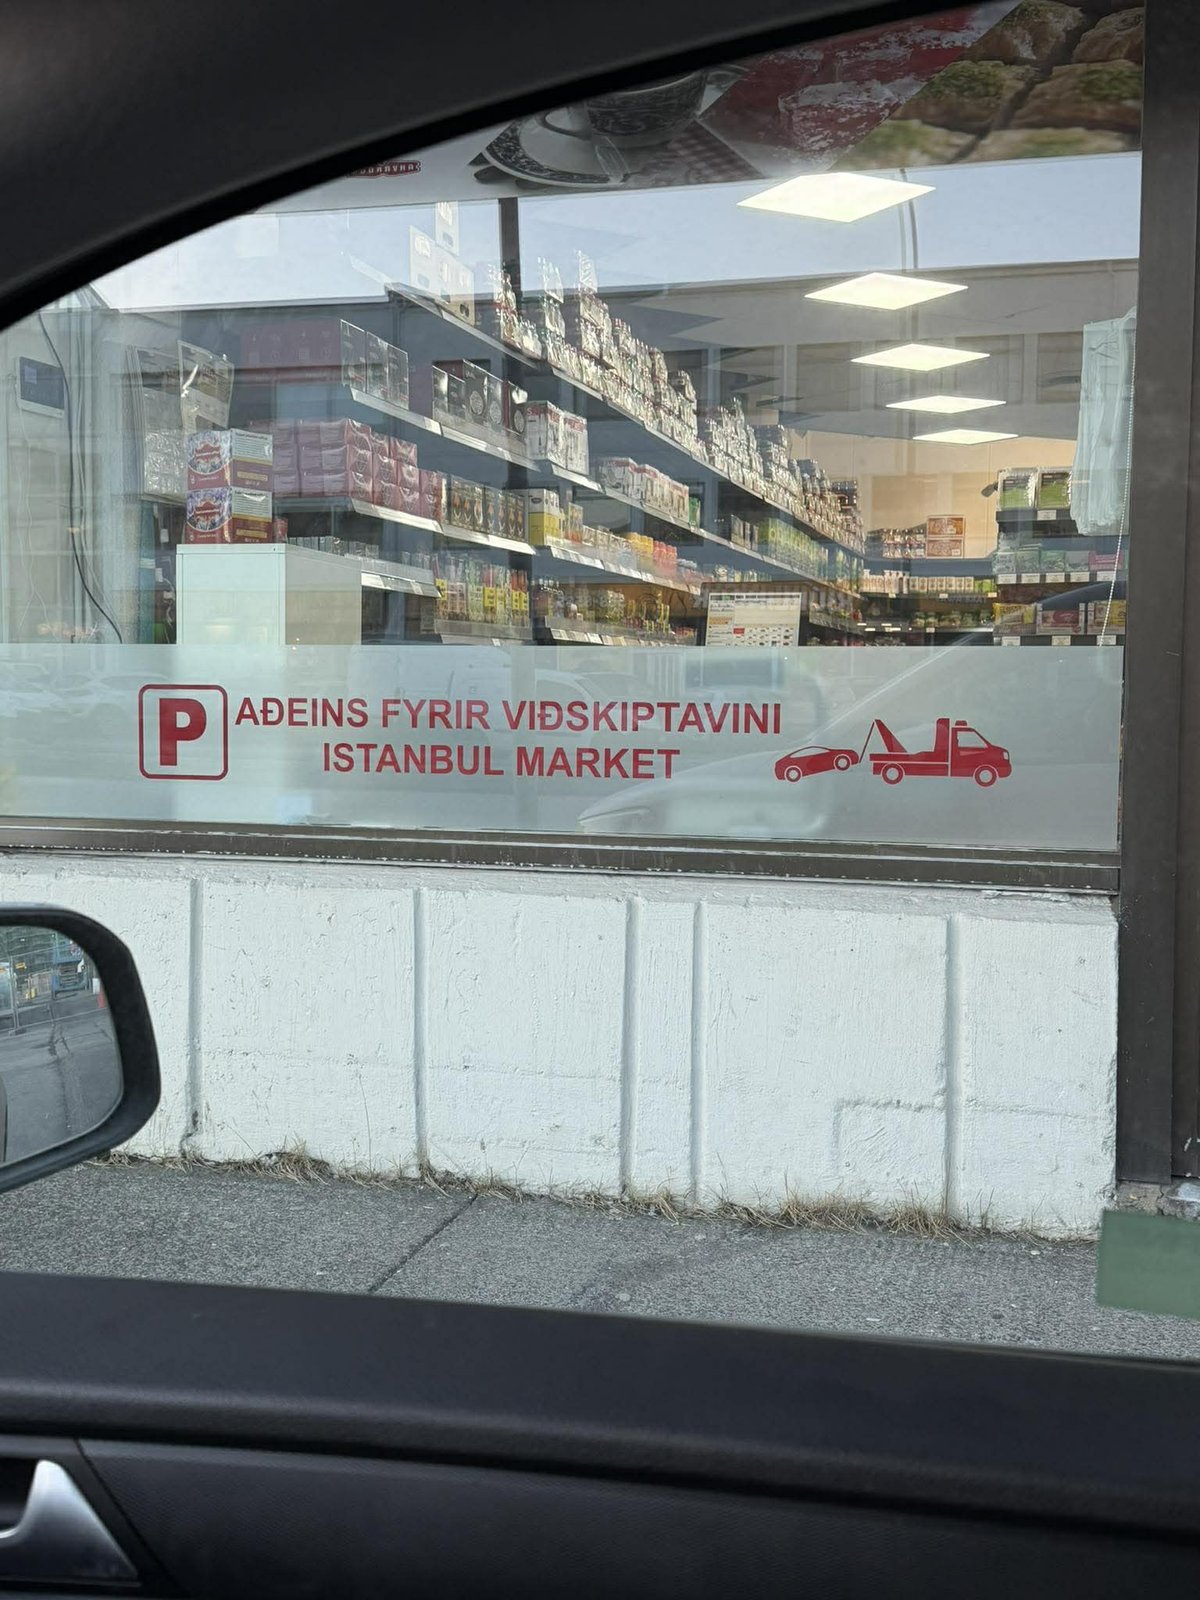 P
AÐEINS FYRIR VIÐSKIPTAVINI
ISTANBUL MARKET